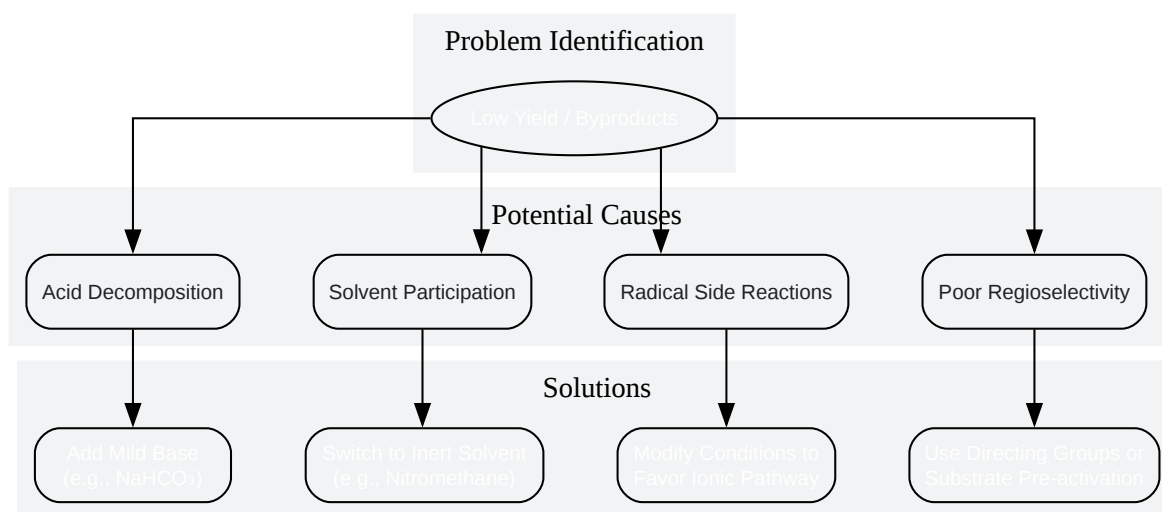 Problem Identification
Low Yield / Byproducts
Potential Causes
Acid Decomposition
Solvent Participation
Radical Side Reactions
Poor Regioselectivity
Solutions
Add Mild Base
(e.g., NaHCO₃)
Switch to Inert Solvent
(e.g., Nitromethane)
Modify Conditions to
Favor Ionic Pathway
Use Directing Groups or
Substrate Pre-activation